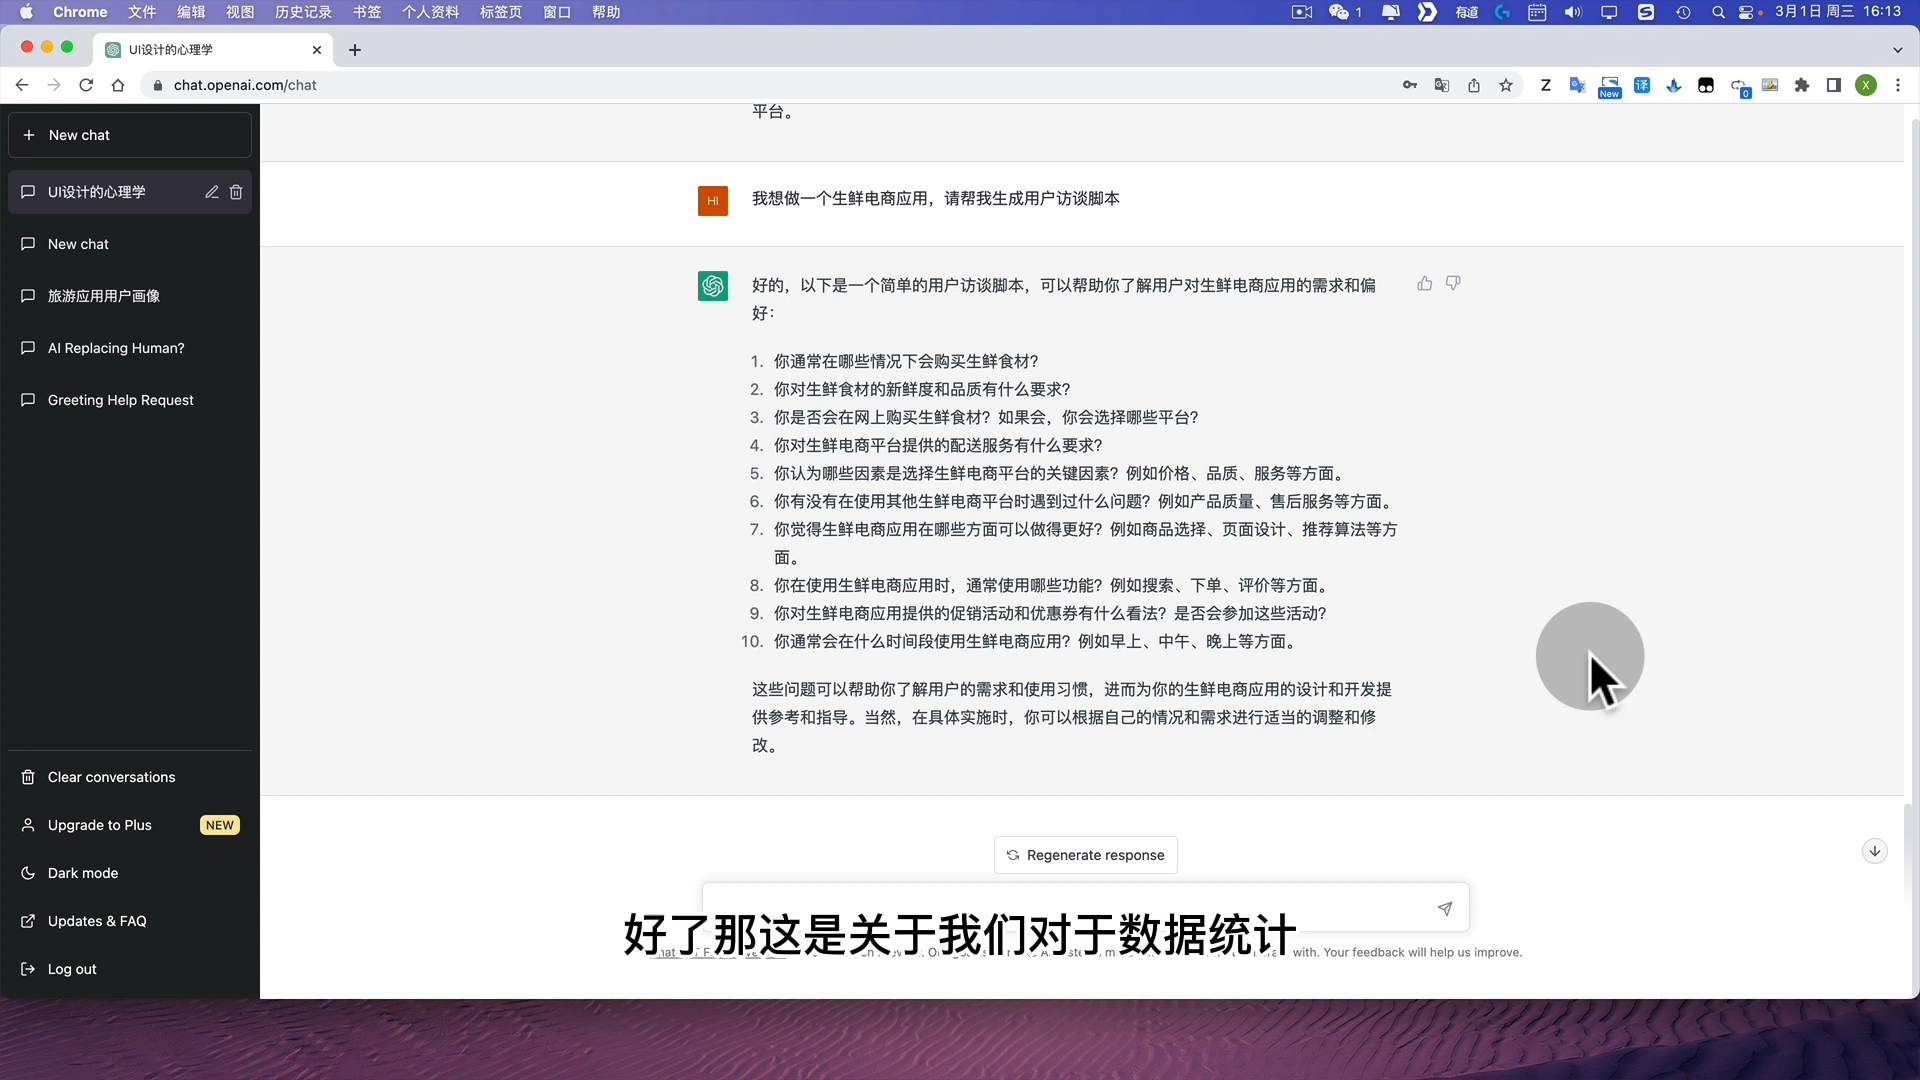 Chrome 文件 编辑 视图 历史记录 书签 个人资料 标签页 窗口 帮助 1 有道 3月1日 周三 16:13
UI设计的心理学
chat.openai.com/chat
Z New 译 0 X
New chat
UI设计的心理学
New chat
旅游应用用户画像
AI Replacing Human?
Greeting Help Request
Clear conversations
Upgrade to Plus NEW
Dark mode
Updates & FAQ
Log out
平台。
HI 我想做一个生鲜电商应用，请帮我生成用户访谈脚本
好的，以下是一个简单的用户访谈脚本，可以帮助你了解用户对生鲜电商应用的需求和偏
好：
1. 你通常在哪些情况下会购买生鲜食材？
2. 你对生鲜食材的新鲜度和品质有什么要求？
3. 你是否会在网上购买生鲜食材？如果会，你会选择哪些平台？
4. 你对生鲜电商平台提供的配送服务有什么要求？
5. 你认为哪些因素是选择生鲜电商平台的关键因素？例如价格、品质、服务等方面。
6. 你有没有在使用其他生鲜电商平台时遇到过什么问题？例如产品质量、售后服务等方面。
7. 你觉得生鲜电商应用在哪些方面可以做得更好？例如商品选择、页面设计、推荐算法等方
面。
8. 你在使用生鲜电商应用时，通常使用哪些功能？例如搜索、下单、评价等方面。
9. 你对生鲜电商应用提供的促销活动和优惠券有什么看法？是否会参加这些活动？
10. 你通常会在什么时间段使用生鲜电商应用？例如早上、中午、晚上等方面。
这些问题可以帮助你了解用户的需求和使用习惯，进而为你的生鲜电商应用的设计和开发提
供参考和指导。当然，在具体实施时，你可以根据自己的情况和需求进行适当的调整和修
改。
Regenerate response
好了那这是关于我们对于数据统计
with. Your feedback will help us improve.